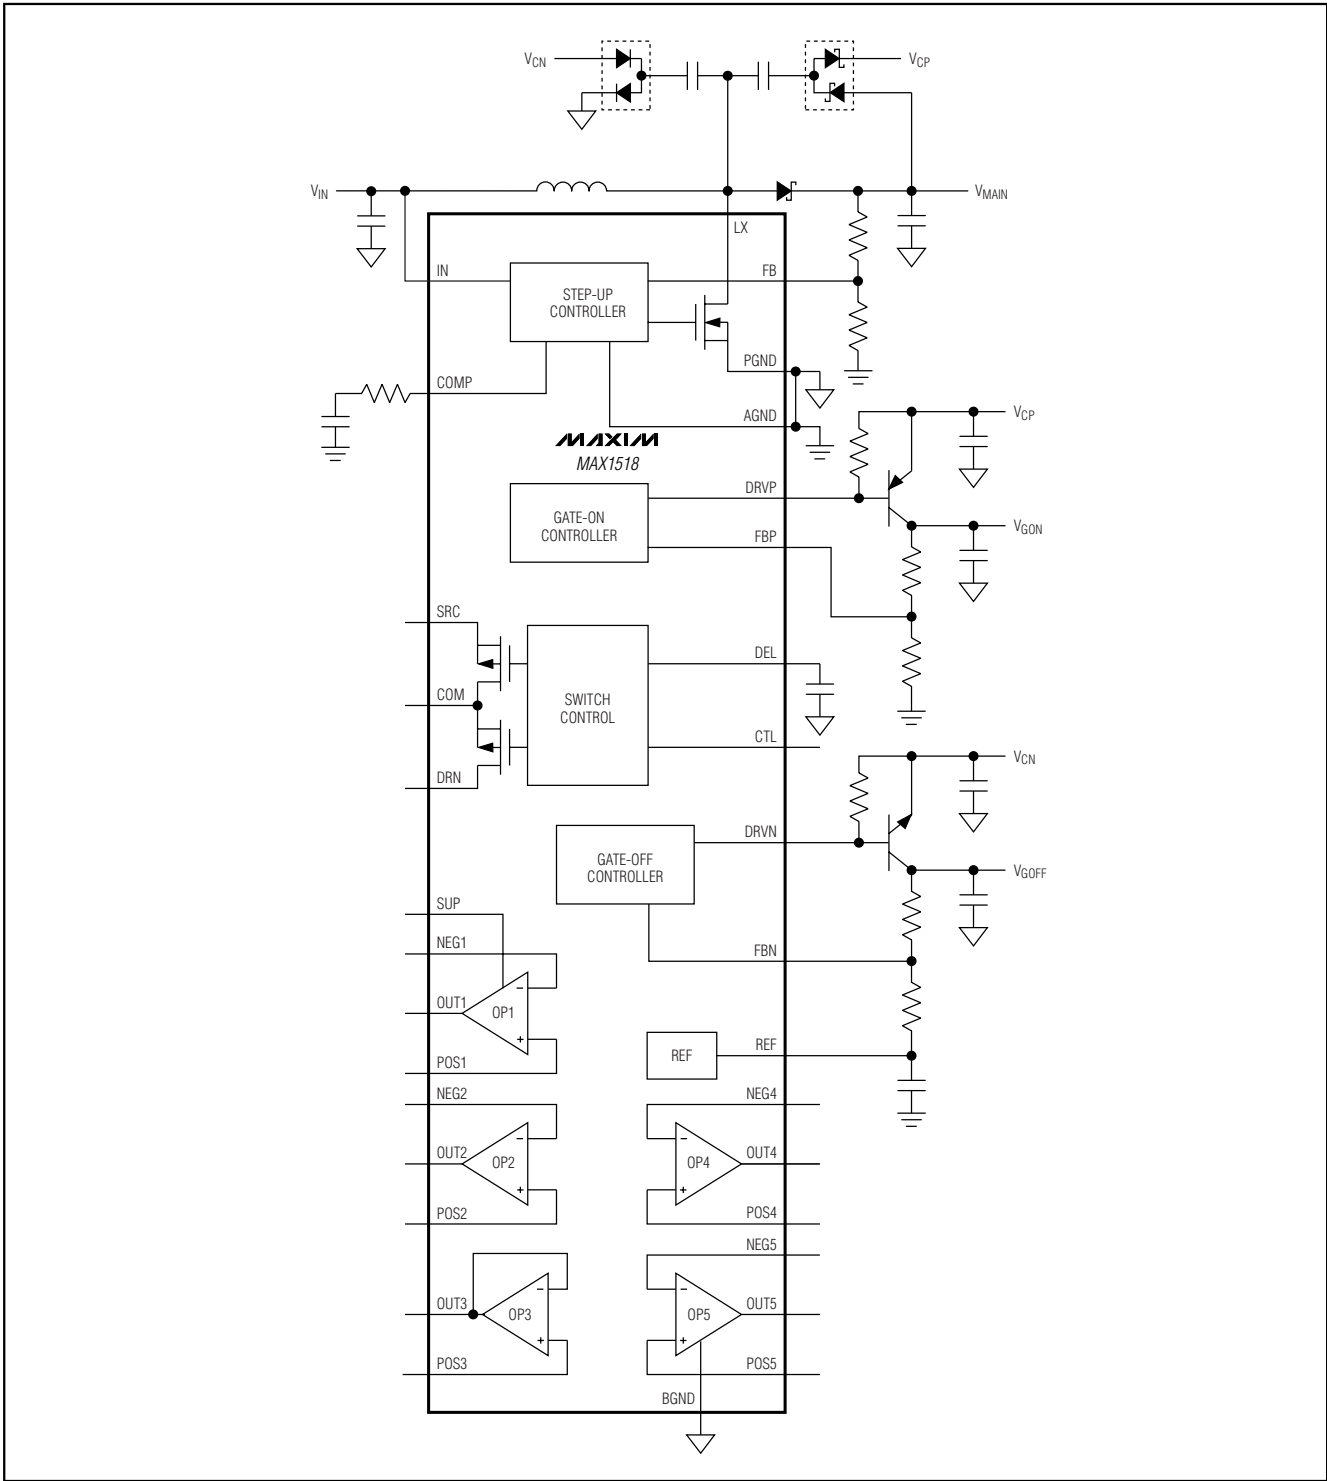 VCN
VCP
VIN
VMAIN
LX
IN
FB
STEP-UP
CONTROLLER
PGND
COMP
AGND
MAXIM
MAX1518
VCP
DRVP
GATE-ON
CONTROLLER
VGON
FBP
SRC
DEL
COM
SWITCH
CONTROL
CTL
DRN
VCN
DRVN
GATE-OFF
CONTROLLER
VGOFF
SUP
NEG1
FBN
OUT1
OP1
−
+
REF
REF
POS1
NEG2
NEG4
−
−
OUT2
OP2
OP4
OUT4
+
+
POS2
POS4
NEG5
−
−
OUT3
OP3
OP5
OUT5
+
+
POS3
POS5
BGND